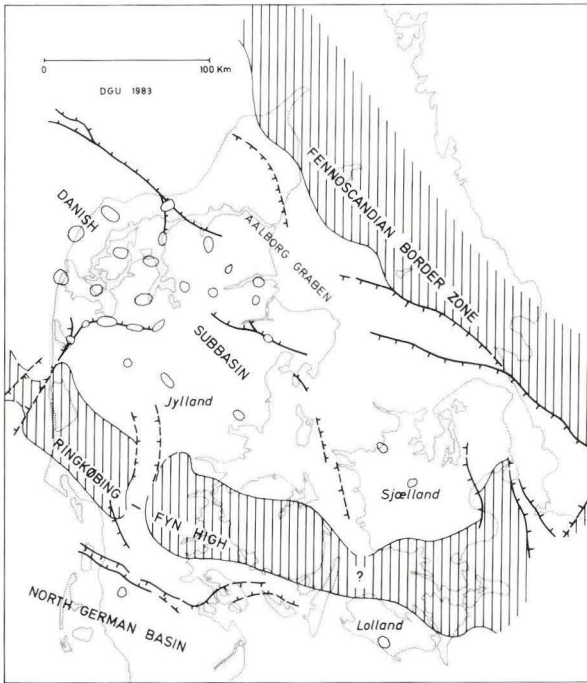 0 100 Km
DGU 1983
FENNOSCANDIAN BORDER ZONE
DANISH
AALBORG GRABEN
SUBBASIN
Jylland
RINGKØBING
- FYN HIGH
Sjælland
?
NORTH GERMAN BASIN
Lolland